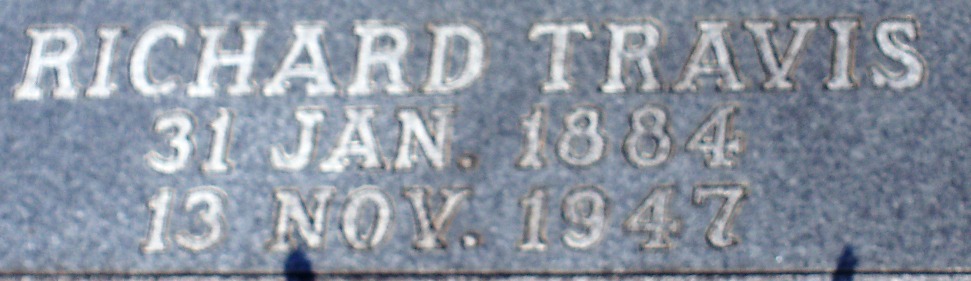 RICHARD TRAVIS
31 JAN. 1884
13 NOV. 1947